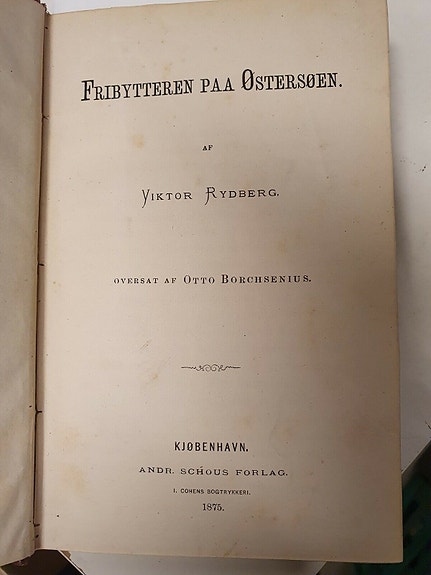 FRIBYTTEREN PAA ØSTERSØEN.
AF
VIKTOR RYDBERG.
OVERSAT AF OTTO BORCHSENIUS.
KJØBENHAVN.
ANDR. SCHOUS FORLAG.
I. COHENS BOGTRYKKERI.
1875.